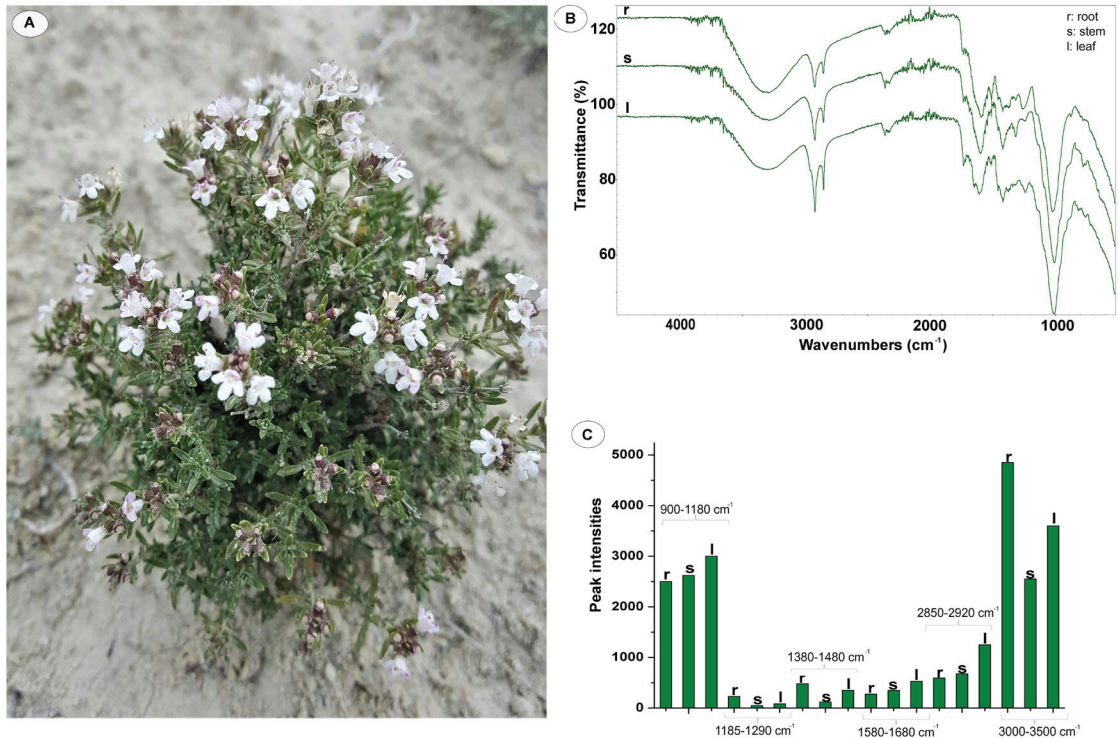 A
B
r
s
l
r: root
s: stem
l: leaf
Transmittance (%)
120
100
80
60
4000 3000 2000 1000
Wavenumbers (cm-1)
C
Peak intensities
5000
4000
3000
2000
1000
0
900-1180 cm-1
r s l
1185-1290 cm-1
r s l
1380-1480 cm-1
r s l
1580-1680 cm-1
r s l
2850-2920 cm-1
r s l
3000-3500 cm-1
r s l